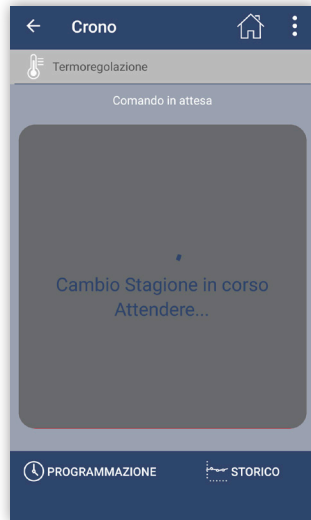 Crono
Termoregolazione
Comando in attesa
Cambio Stagione in corso
Attendere...
PROGRAMMAZIONE
STORICO